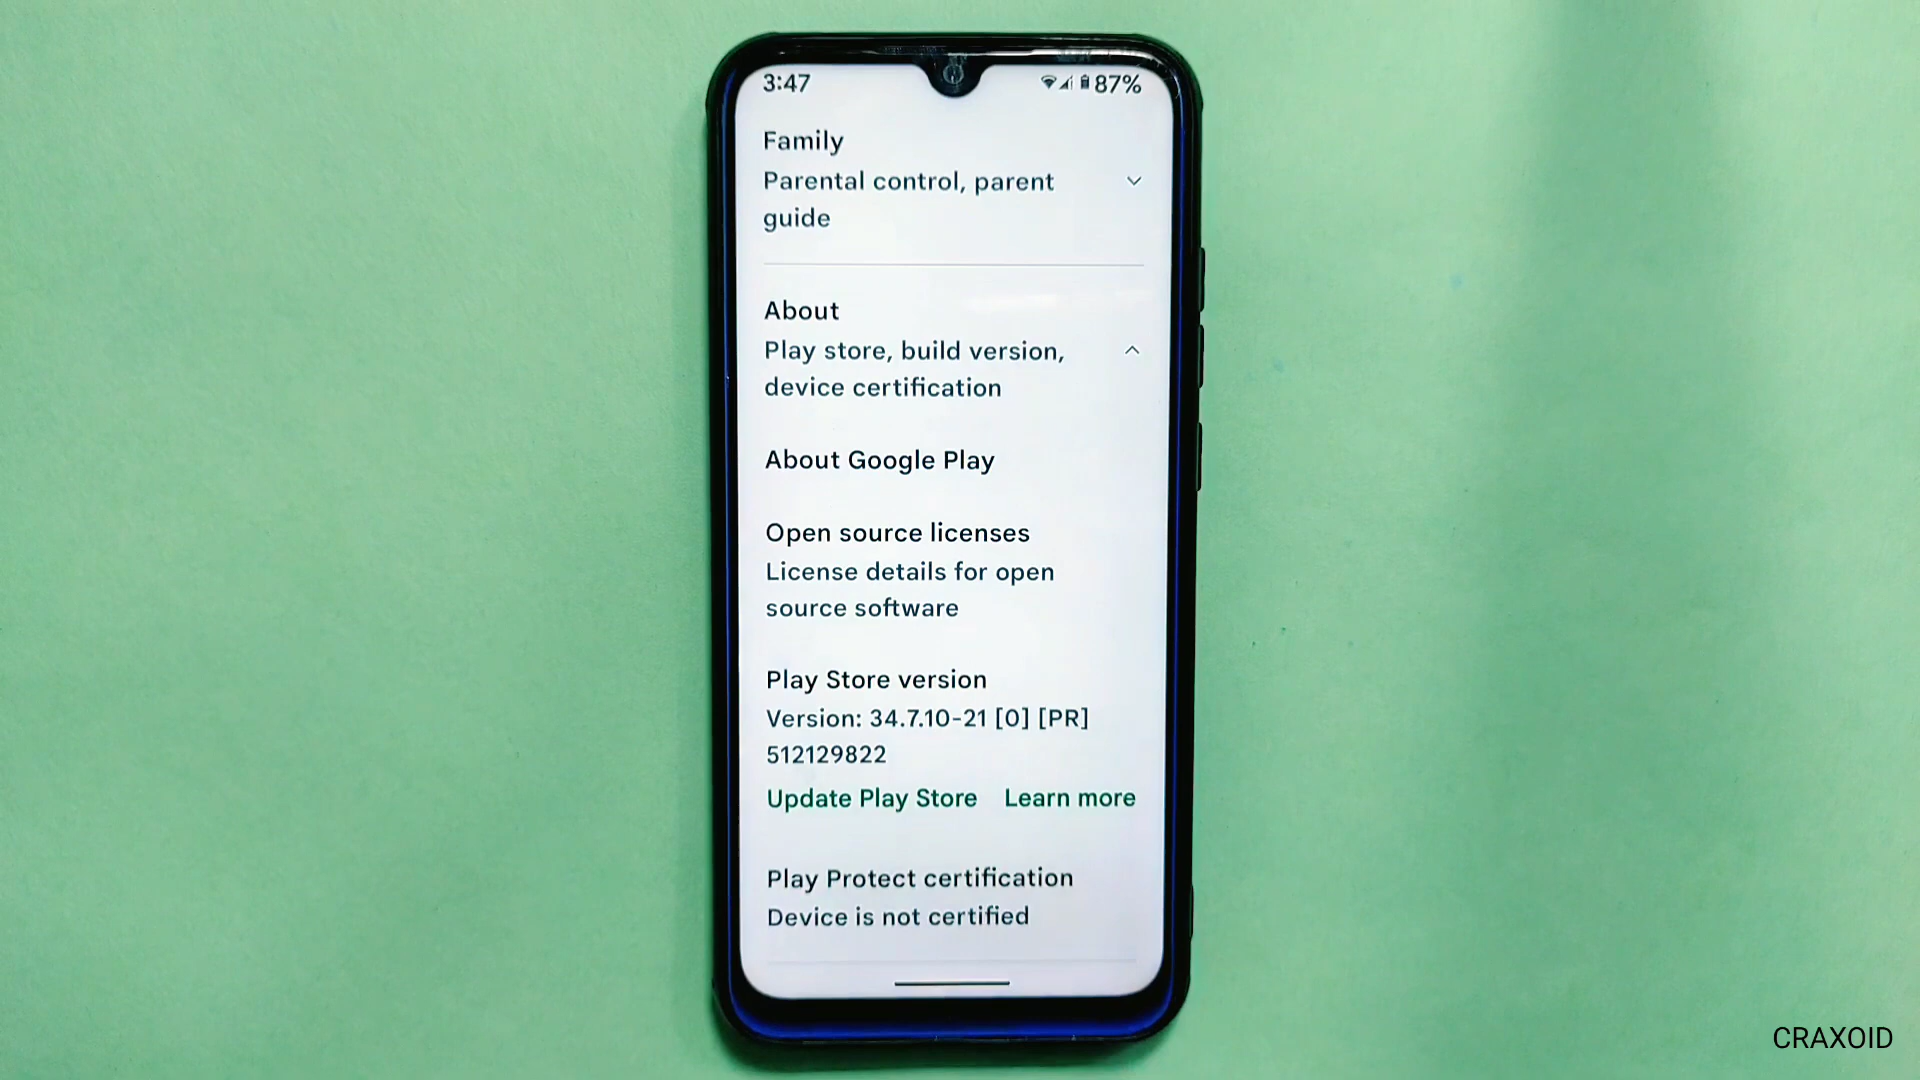 3:47
87%
Family
Parental control, parent
guide
About
Play store, build version,
device certification
About Google Play
Open source licenses
License details for open
source software
Play Store version
Version: 34.7.10-21 [0] [PR]
512129822
Update Play Store Learn more
Play Protect certification
Device is not certified
CRAXOID